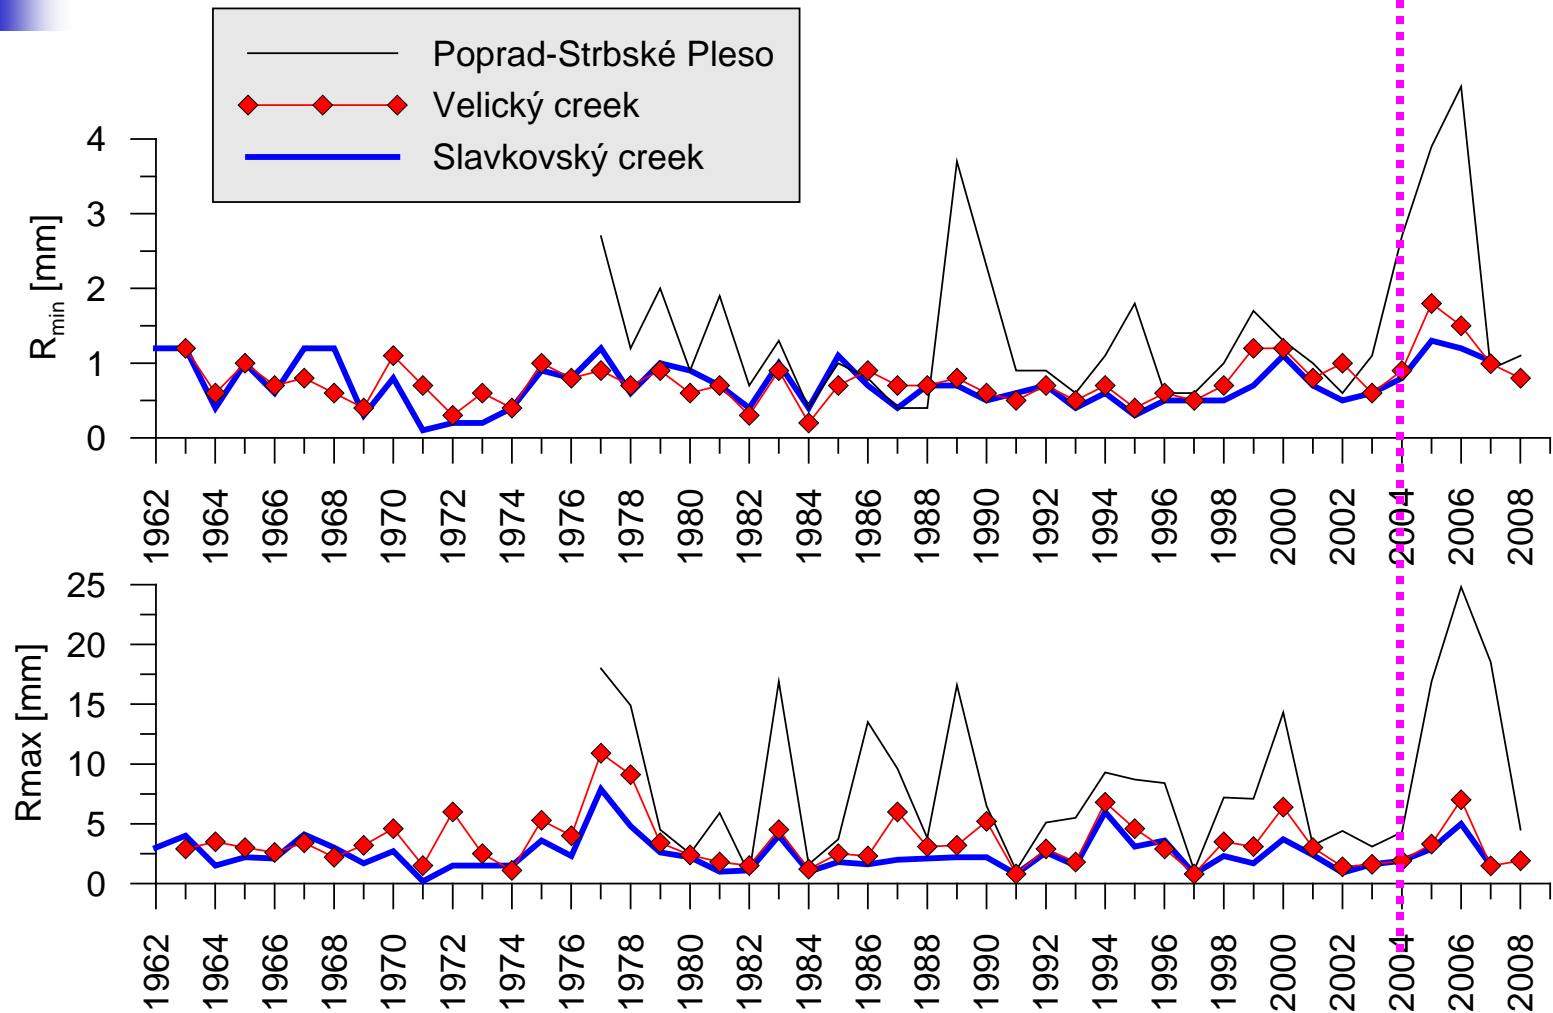 Poprad-Strbské Pleso
Velický creek
Slavkovský creek
4
3
2
1
0
Rmin [mm]
1962 1964 1966 1968 1970 1972 1974 1976 1978 1980 1982 1984 1986 1988 1990 1992 1994 1996 1998 2000 2002 2004 2006 2008
25
20
15
10
5
0
Rmax [mm]
1962 1964 1966 1968 1970 1972 1974 1976 1978 1980 1982 1984 1986 1988 1990 1992 1994 1996 1998 2000 2002 2004 2006 2008